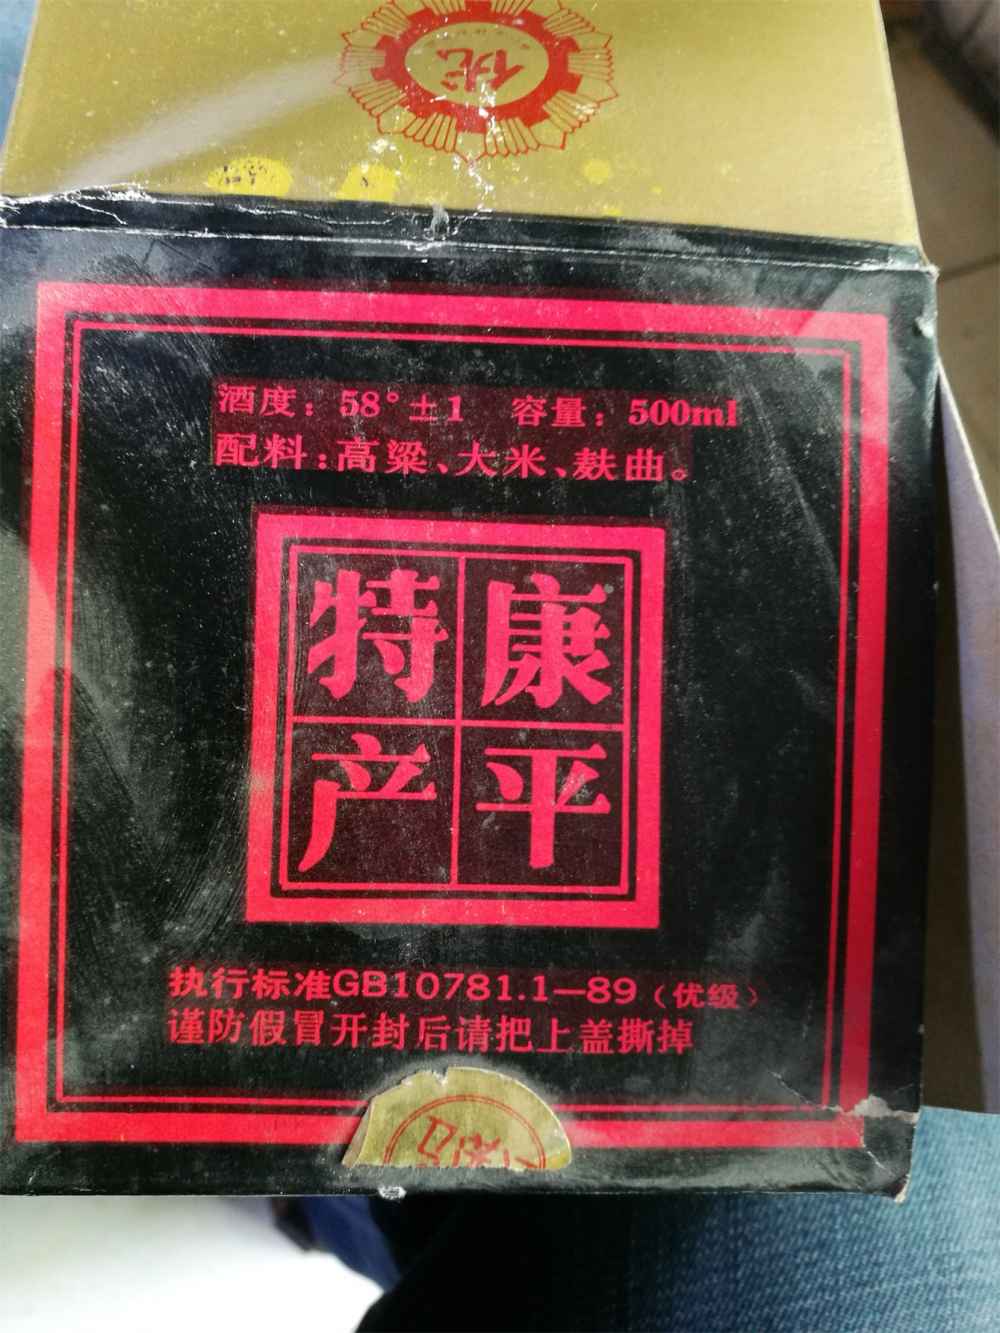 优
酒度：58°±1 容量：500ml
配料：高粱、大米、麸曲。
康平
特产
执行标准GB10781.1—89（优级）
谨防假冒开封后请把上盖撕掉